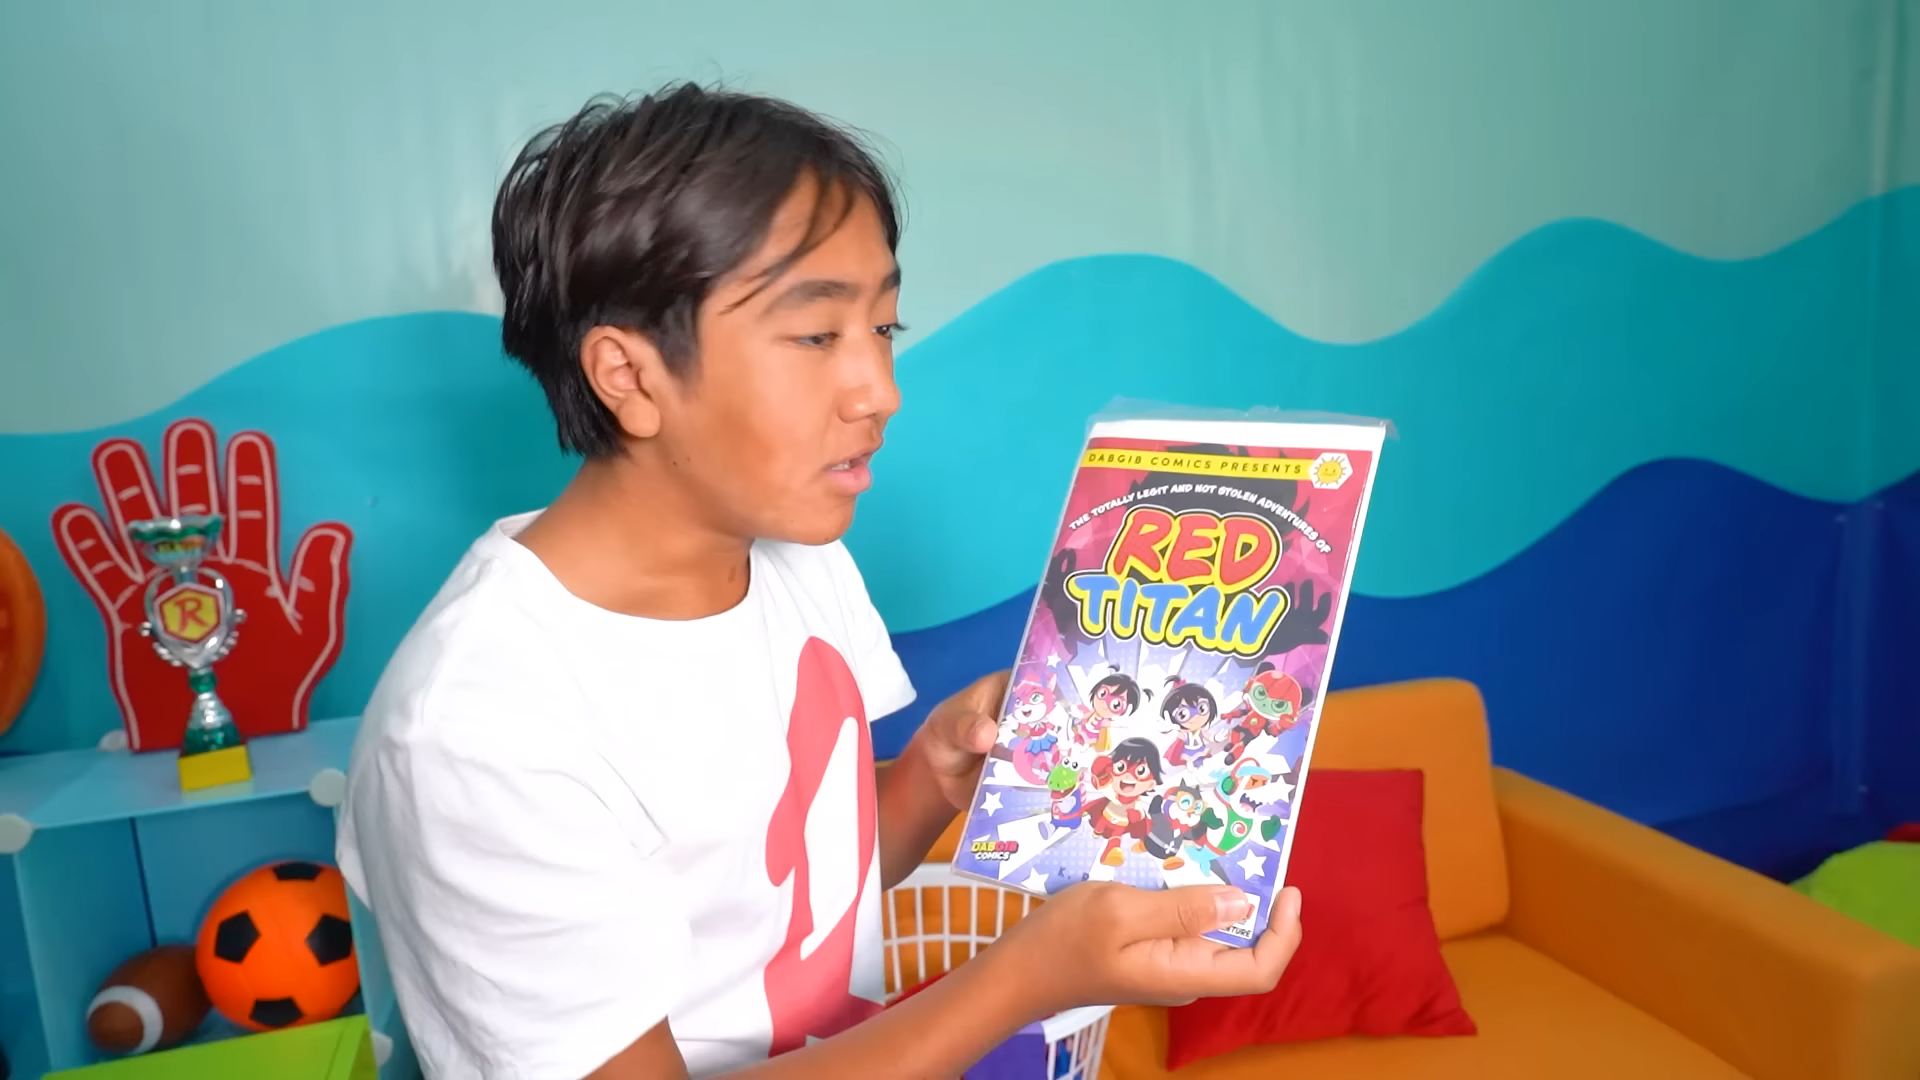 DABGIB COMICS PRESENTS
THE TOTALLY LEGIT AND NOT STOLEN ADVENTURES OF
RED
TITAN
DABGIB
COMICS
R